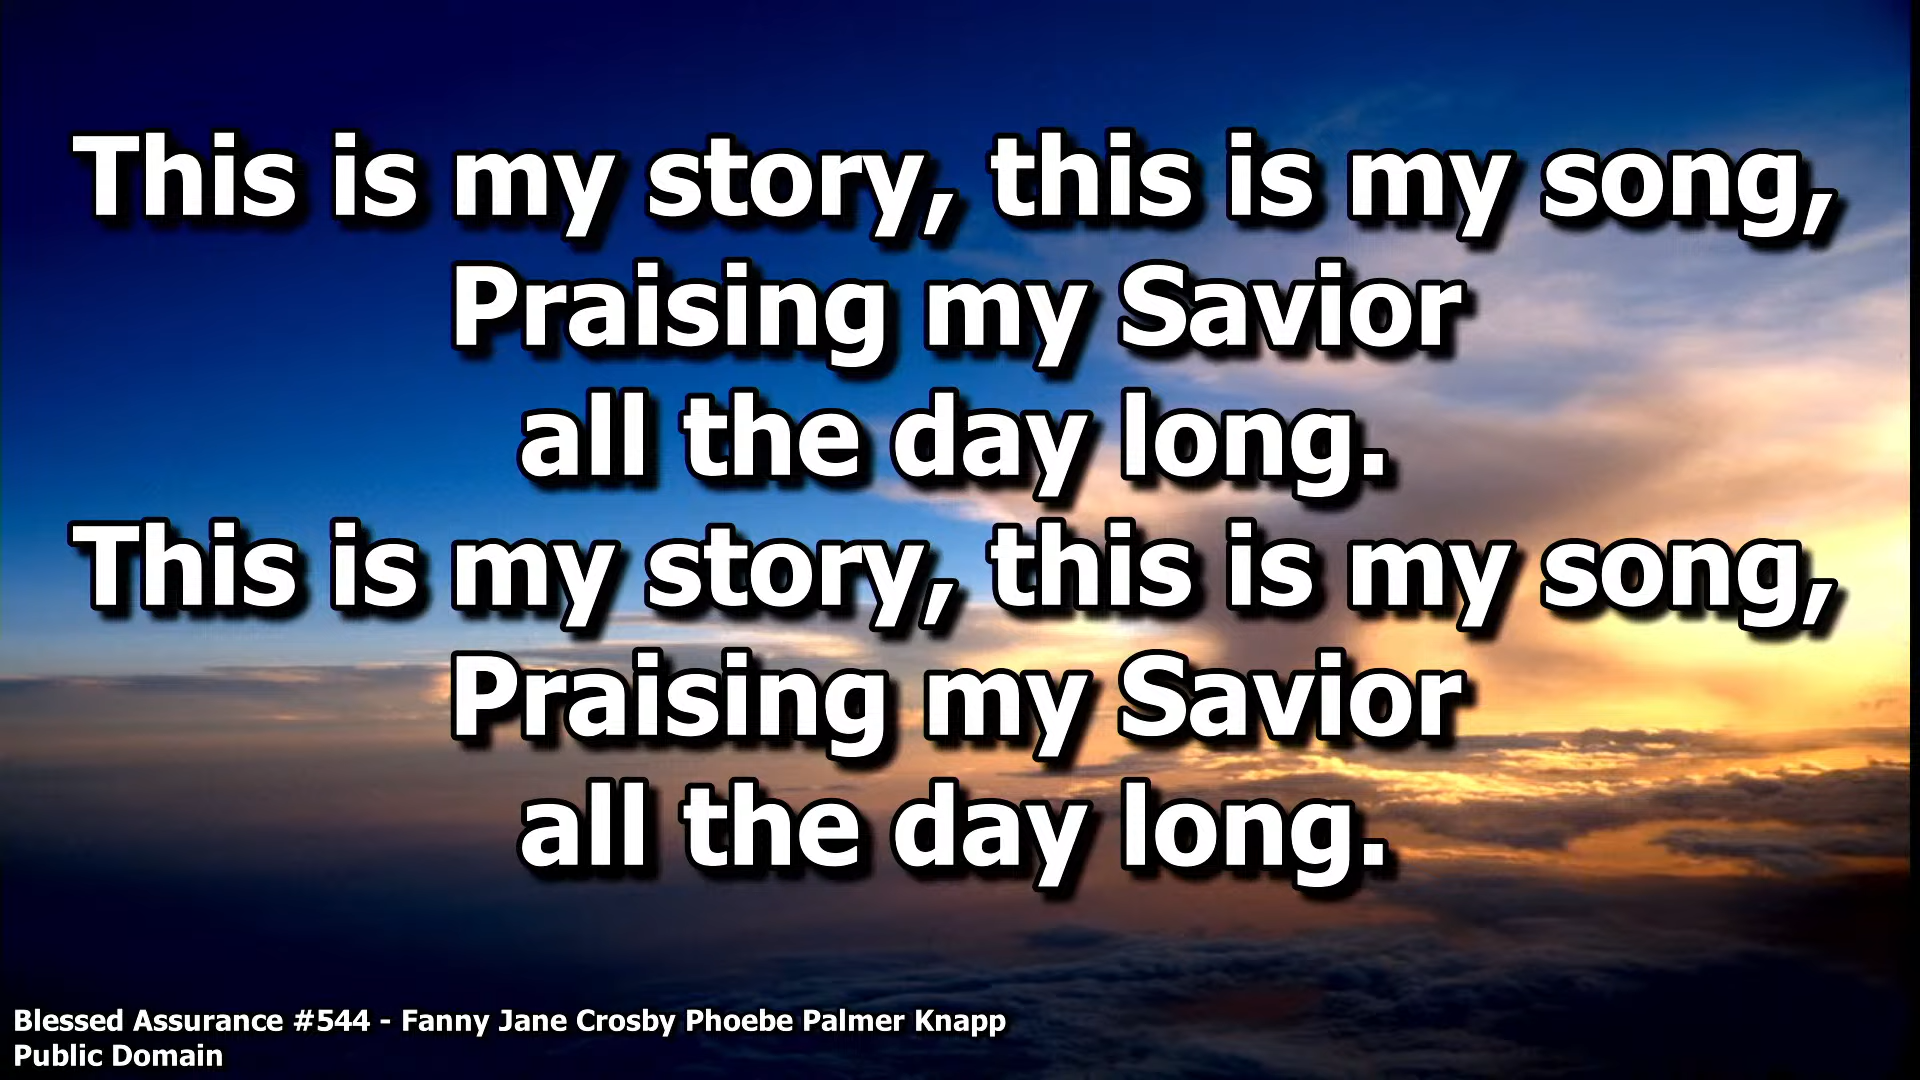 This is my story, this is my song,
Praising my Savior
all the day long.
This is my story, this is my song,
Praising my Savior
all the day long.
Blessed Assurance #544 - Fanny Jane Crosby Phoebe Palmer Knapp
Public Domain